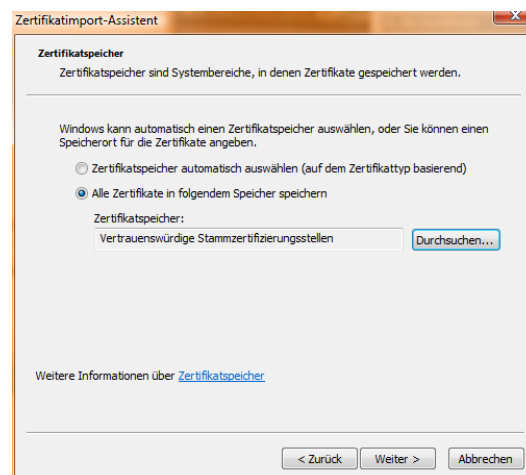 Zertifikatimport-Assistent
Zertifikatspeicher
Zertifikatspeicher sind Systembereiche, in denen Zertifikate gespeichert werden.
Windows kann automatisch einen Zertifikatspeicher auswählen, oder Sie können einen
Speicherort für die Zertifikate angeben.
Zertifikatspeicher automatisch auswählen (auf dem Zertifikattyp basierend)
Alle Zertifikate in folgendem Speicher speichern
Zertifikatspeicher:
Vertrauenswürdige Stammzertifizierungsstellen Durchsuchen...
Weitere Informationen über Zertifikatspeicher
< Zurück Weiter > Abbrechen